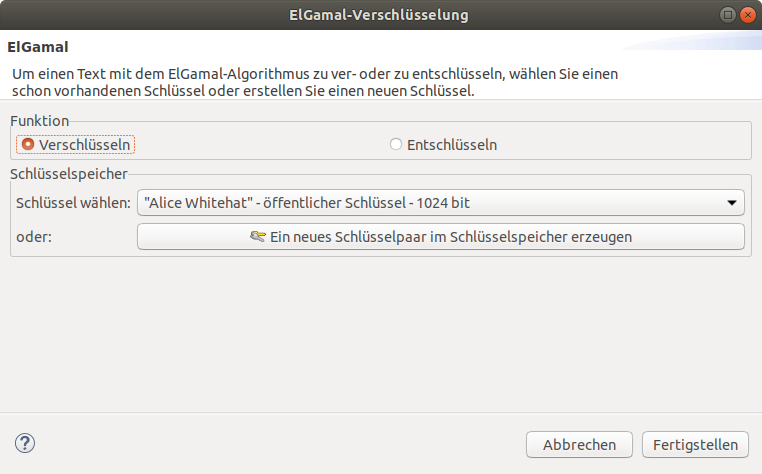 ElGamal-Verschlüsselung
ElGamal
Um einen Text mit dem ElGamal-Algorithmus zu ver- oder zu entschlüsseln, wählen Sie einen
schon vorhandenen Schlüssel oder erstellen Sie einen neuen Schlüssel.
Funktion
Verschlüsseln Entschlüsseln
Schlüsselspeicher
Schlüssel wählen: "Alice Whitehat" - öffentlicher Schlüssel - 1024 bit
oder: Ein neues Schlüsselpaar im Schlüsselspeicher erzeugen
? Abbrechen Fertigstellen